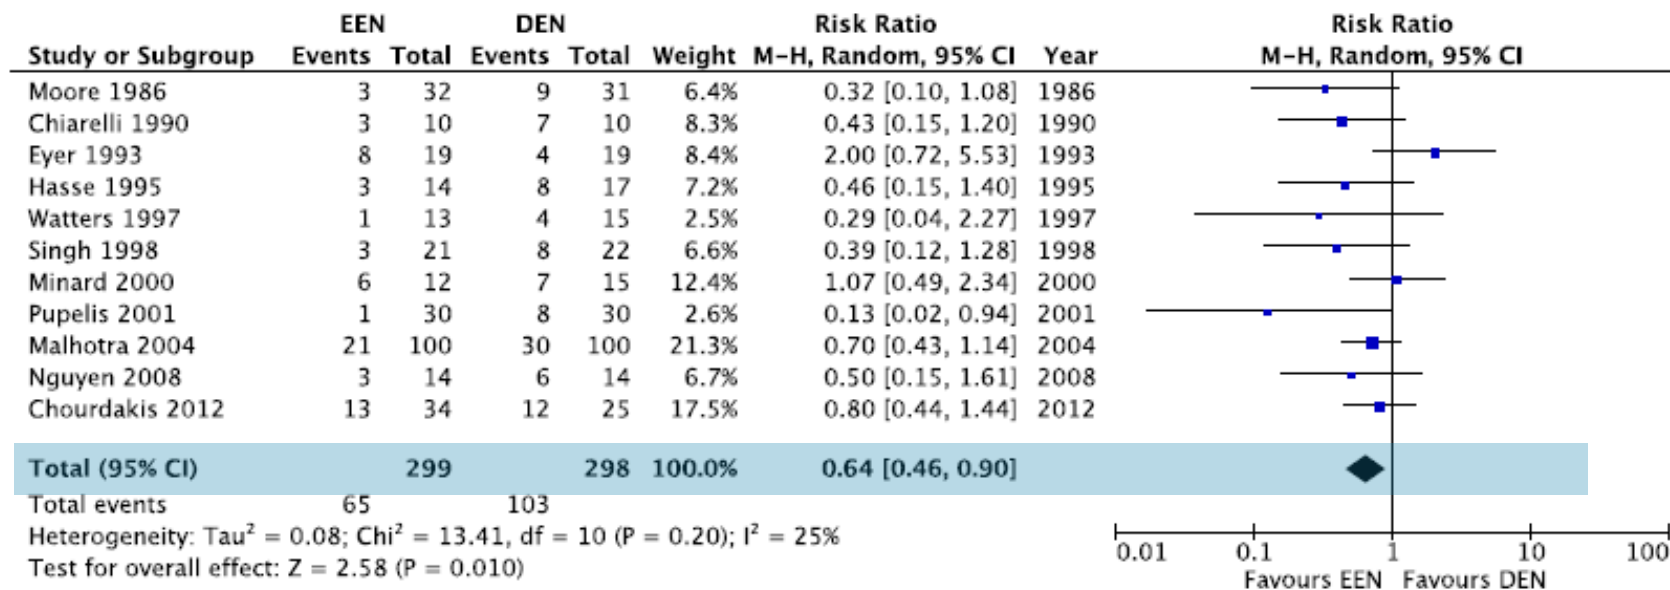 EEN DEN Risk Ratio Risk Ratio
Study or Subgroup Events Total Events Total Weight M-H, Random, 95% CI Year M-H, Random, 95% CI
Moore 1986 3 32 9 31 6.4% 0.32 [0.10, 1.08] 1986
Chiarelli 1990 3 10 7 10 8.3% 0.43 [0.15, 1.20] 1990
Eyer 1993 8 19 4 19 8.4% 2.00 [0.72, 5.53] 1993
Hasse 1995 3 14 8 17 7.2% 0.46 [0.15, 1.40] 1995
Watters 1997 1 13 4 15 2.5% 0.29 [0.04, 2.27] 1997
Singh 1998 3 21 8 22 6.6% 0.39 [0.12, 1.28] 1998
Minard 2000 6 12 7 15 12.4% 1.07 [0.49, 2.34] 2000
Pupelis 2001 1 30 8 30 2.6% 0.13 [0.02, 0.94] 2001
Malhotra 2004 21 100 30 100 21.3% 0.70 [0.43, 1.14] 2004
Nguyen 2008 3 14 6 14 6.7% 0.50 [0.15, 1.61] 2008
Chourdakis 2012 13 34 12 25 17.5% 0.80 [0.44, 1.44] 2012
Total (95% CI) 299 298 100.0% 0.64 [0.46, 0.90]
Total events 65 103
Heterogeneity: Tau² = 0.08; Chi² = 13.41, df = 10 (P = 0.20); I² = 25%
Test for overall effect: Z = 2.58 (P = 0.010)
0.01 0.1 1 10 100
Favours EEN Favours DEN